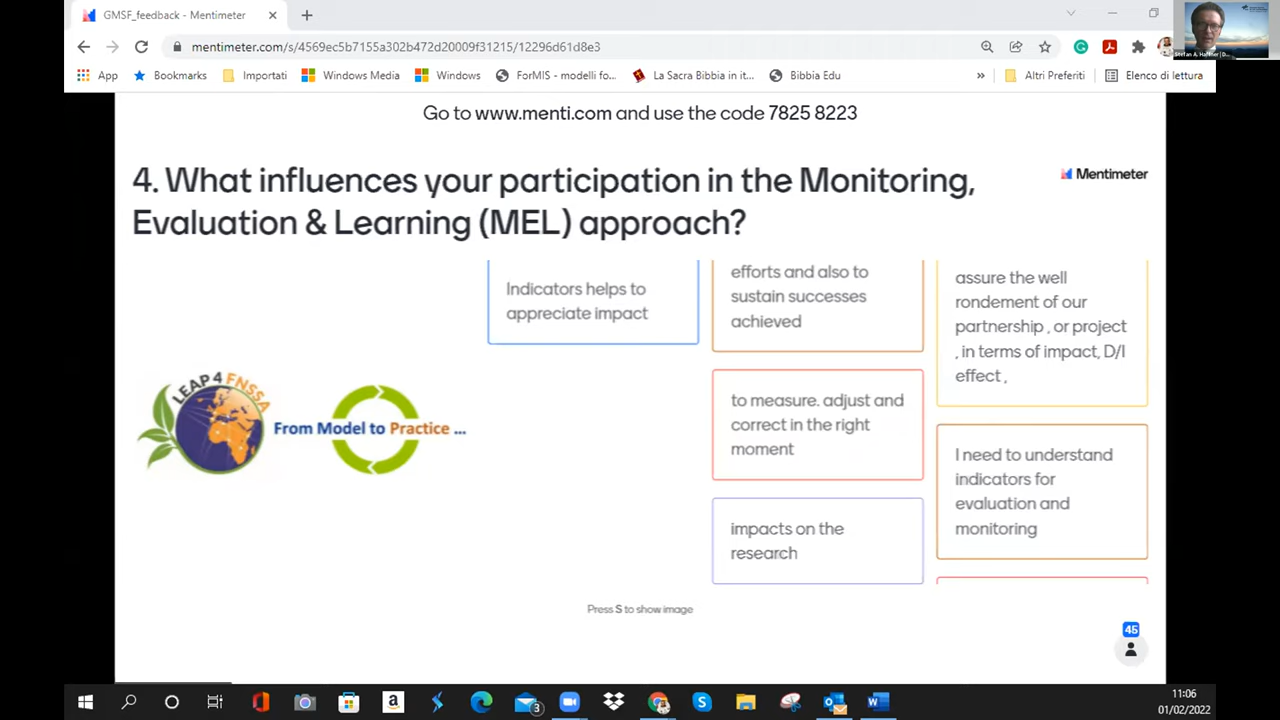 GMSF_feedback - Mentimeter
mentimeter.com/s/4569ec5b7155a302b472d20009f31215/12296d61d8e3
App Bookmarks Importati Windows Media Windows ForMIS - modelli fo... La Sacra Bibbia in it... Bibbia Edu » Altri Preferiti Elenco di lettura
Go to www.menti.com and use the code 7825 8223
4. What influences your participation in the Monitoring,
Evaluation & Learning (MEL) approach?
Mentimeter
Indicators helps to
appreciate impact
efforts and also to
sustain successes
achieved
to measure. adjust and
correct in the right
moment
impacts on the
research
assure the well
rondement of our
partnership , or project
, in terms of impact, D/I
effect ,
I need to understand
indicators for
evaluation and
monitoring
LEAP4FNSSA
From Model to Practice ...
Press S to show image
45
3
11:06
01/02/2022